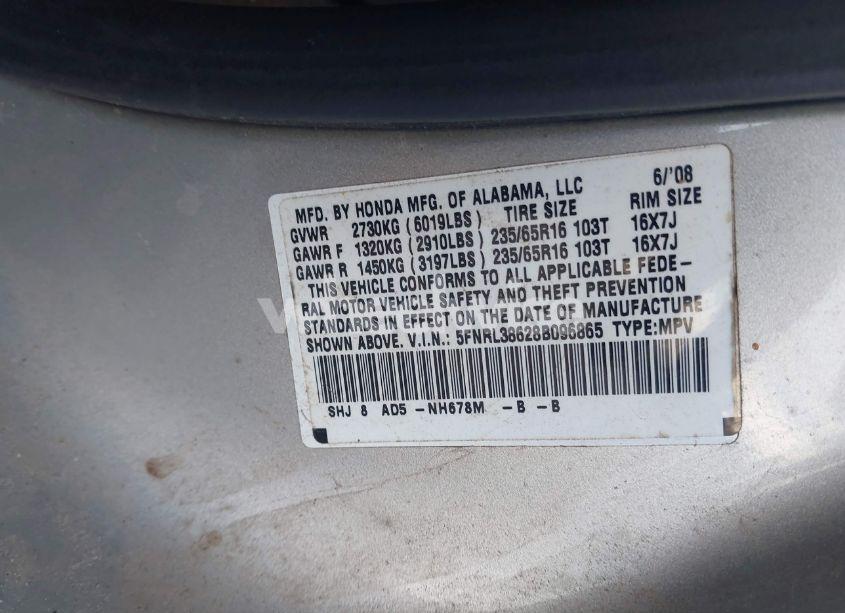 MFD. BY HONDA MFG. OF ALABAMA, LLC 6/'08
GVWR 2730KG ( 6019LBS ) TIRE SIZE RIM SIZE
GAWR F 1320KG ( 2910LBS ) 235/65R16 103T 16X7J
GAWR R 1450KG ( 3197LBS ) 235/65R16 103T 16X7J
THIS VEHICLE CONFORMS TO ALL APPLICABLE FEDE-
RAL MOTOR VEHICLE SAFETY AND THEFT PREVENTION
STANDARDS IN EFFECT ON THE DATE OF MANUFACTURE
SHOWN ABOVE. V.I.N.: 5FNRL38628B096865 TYPE:MPV
SHJ 8 AD5 -NH678M -B -B